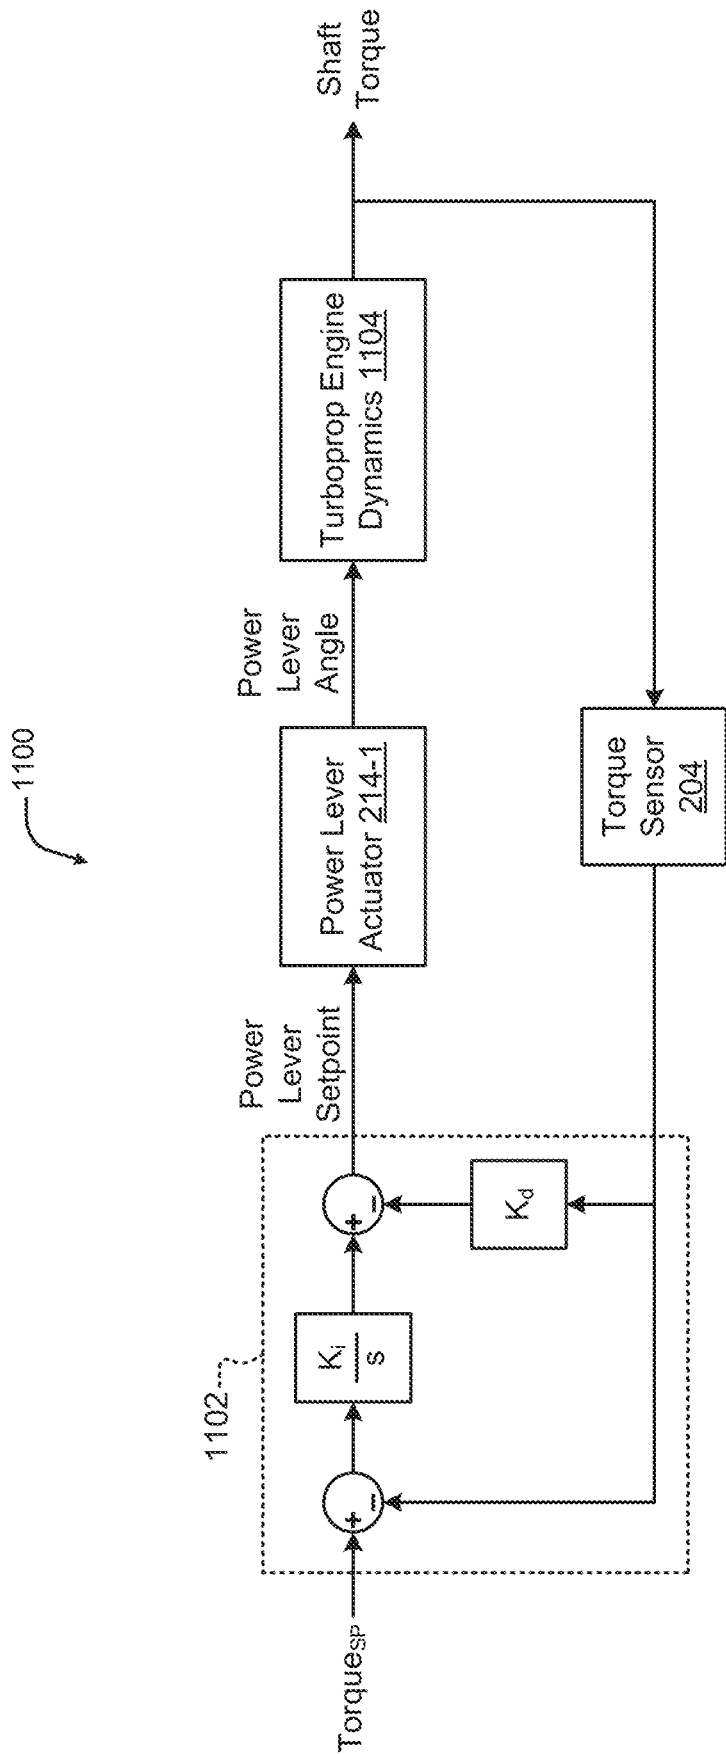 1100
1102
Torque_SP
+
−
K_i
s
+
−
K_d
Power
Lever
Setpoint
Power Lever
Actuator 214-1
Power
Lever
Angle
Turboprop Engine
Dynamics 1104
Shaft
Torque
Torque
Sensor
204